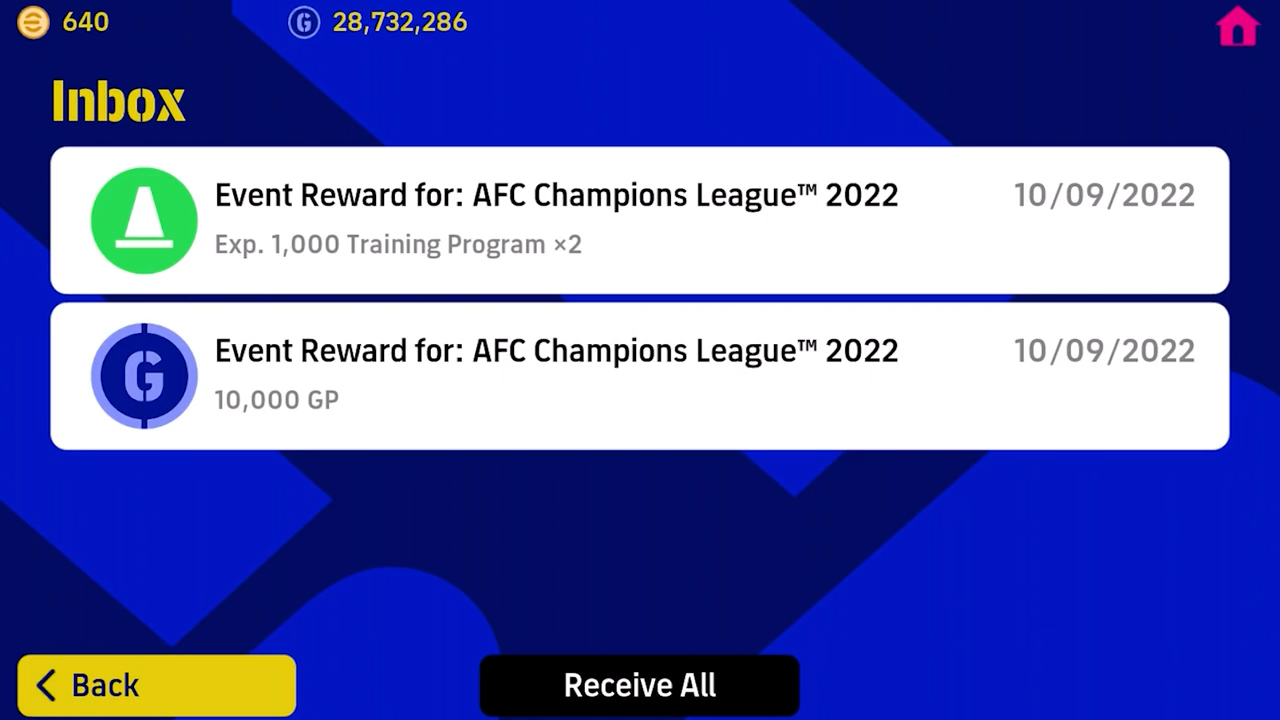 640
28,732,286
Inbox
Event Reward for: AFC Champions League™ 2022
10/09/2022
Exp. 1,000 Training Program ×2
G
Event Reward for: AFC Champions League™ 2022
10/09/2022
10,000 GP
Back
Receive All